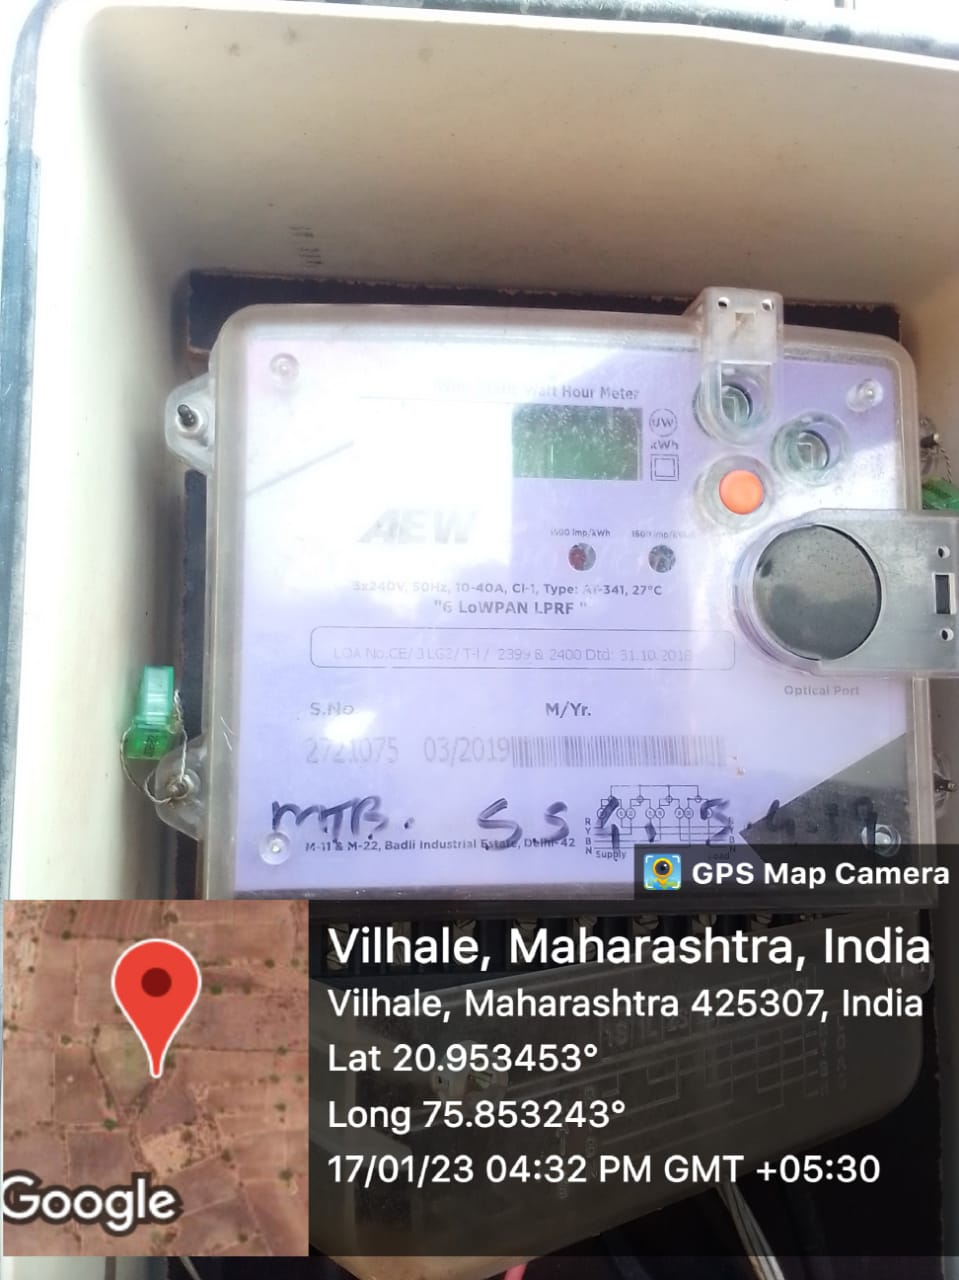 Watt Hour Meter
UW
kWh
AEW
1600 Imp/kWh
3x240V, 50Hz, 10-40A, Cl-1, Type: AT-341, 27°C
"6 LoWPAN LPRF"
LOA No.CE/ 3 LG2/ T-I / 2399 & 2400 Dtd: 31.10.2018
Optical Port
S.No. M/Yr.
2721075 03/2019
MTB. S S
M-11 & M-22, Badli Industrial Estate, Delhi-42
R
Y
B
N
Supply
GPS Map Camera
Vilhale, Maharashtra, India
Vilhale, Maharashtra 425307, India
Lat 20.953453°
Long 75.853243°
17/01/23 04:32 PM GMT +05:30
Google